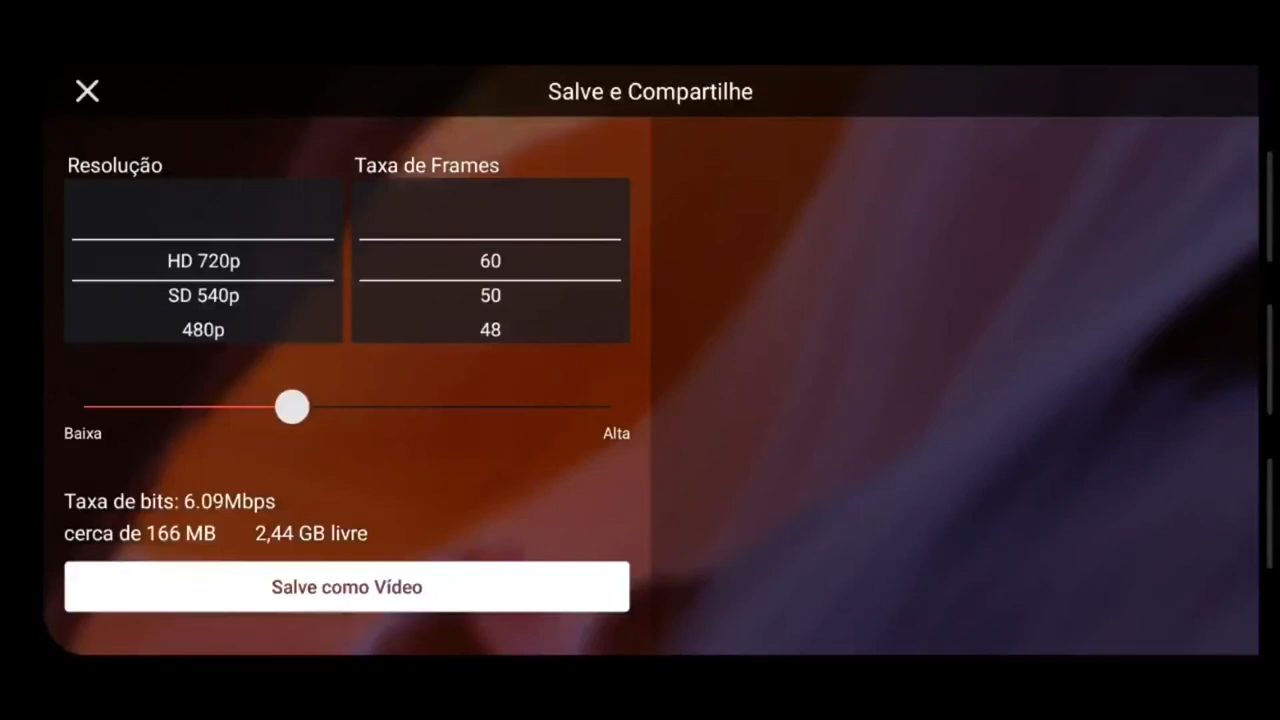 Salve e Compartilhe
Resolução
Taxa de Frames
HD 720p
SD 540p
480p
60
50
48
Baixa
Alta
Taxa de bits: 6.09Mbps
cerca de 166 MB 2,44 GB livre
Salve como Vídeo